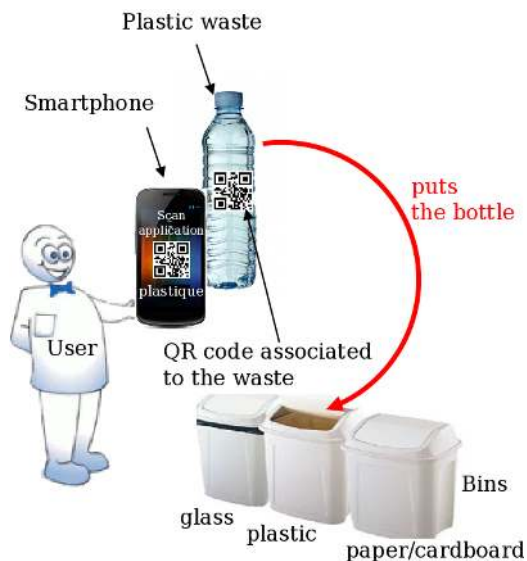 Plastic waste
Smartphone
Scan
application
plastique
puts
the bottle
User
QR code associated
to the waste
Bins
glass
plastic
paper/cardboard